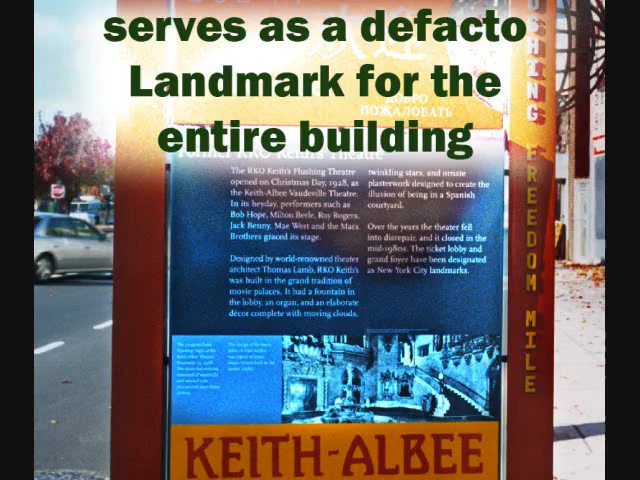 serves as a defacto
Landmark for the
entire building
ДОБРО
ПОЖАЛОВАТЬ
Former RKO Keith's Theatre
The RKO Keith's Flushing Theatre
opened on Christmas Day, 1928, as
the Keith-Albee Vaudeville Theatre.
In its heyday, performers such as
Bob Hope, Milton Berle, Roy Rogers,
Jack Benny, Mae West and the Marx
Brothers graced its stage.
Designed by world-renowned theater
architect Thomas Lamb, RKO Keith's
was built in the grand tradition of
movie palaces. It had a fountain in
the lobby, an organ, and an elaborate
décor complete with moving clouds,
twinkling stars, and ornate
plasterwork designed to create the
illusion of being in a Spanish
courtyard.
Over the years the theater fell
into disrepair, and it closed in the
mid-1980s. The ticket lobby and
grand foyer have been designated
as New York City landmarks.
KEITH-ALBEE
USHING FREEDOM MILE